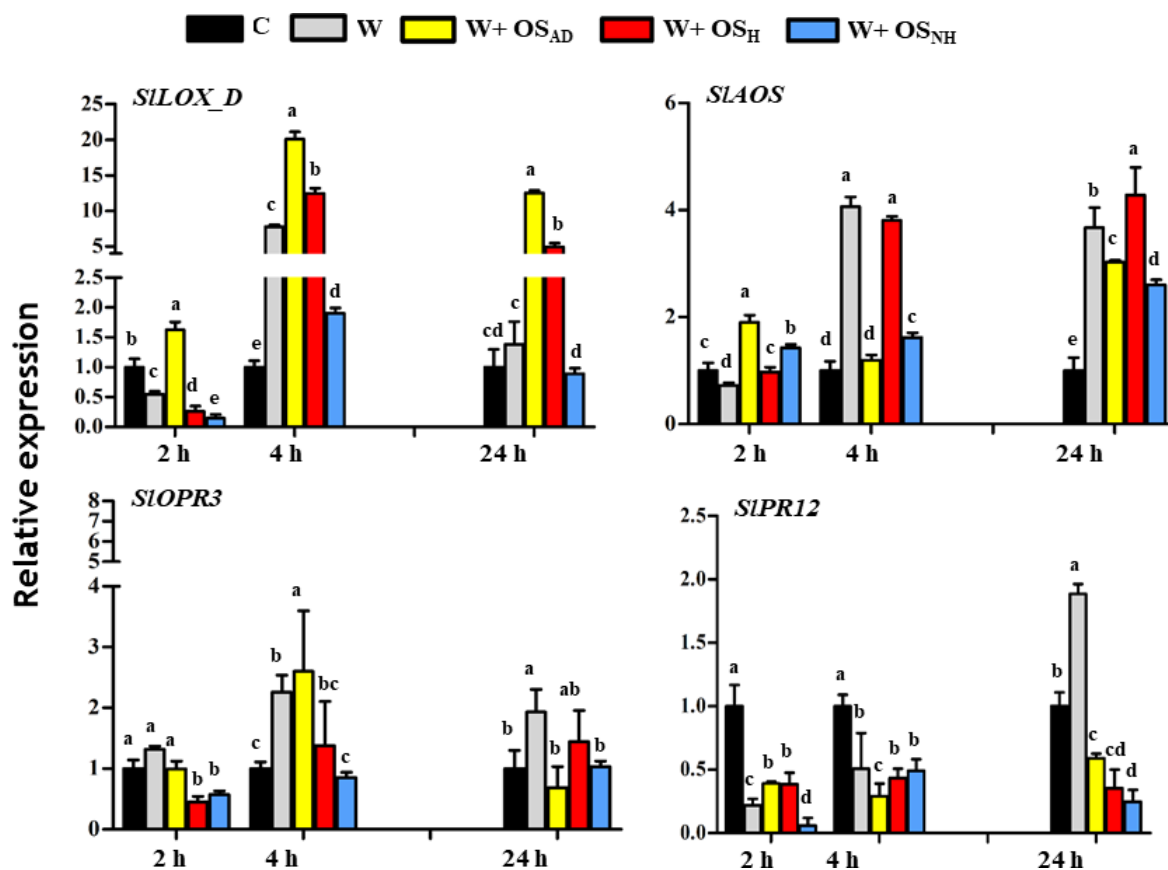 C W W+ OSAD W+ OSH W+ OSNH
Relative expression
SlLOX_D
25
20
15
10
5
2.5
2.0
1.5
1.0
0.5
0.0
b c a d e
e c a b d
cd c a b d
2 h 4 h 24 h
SlAOS
6
4
2
0
c d a c b
d a d a c
e b c a d
2 h 4 h 24 h
SlOPR3
8
7
6
5
4
3
2
1
0
a a a b b
c b a bc c
b a b ab b
2 h 4 h 24 h
SlPR12
2.5
2.0
1.5
1.0
0.5
0.0
a c b b d
a b c b b
b a c cd d
2 h 4 h 24 h